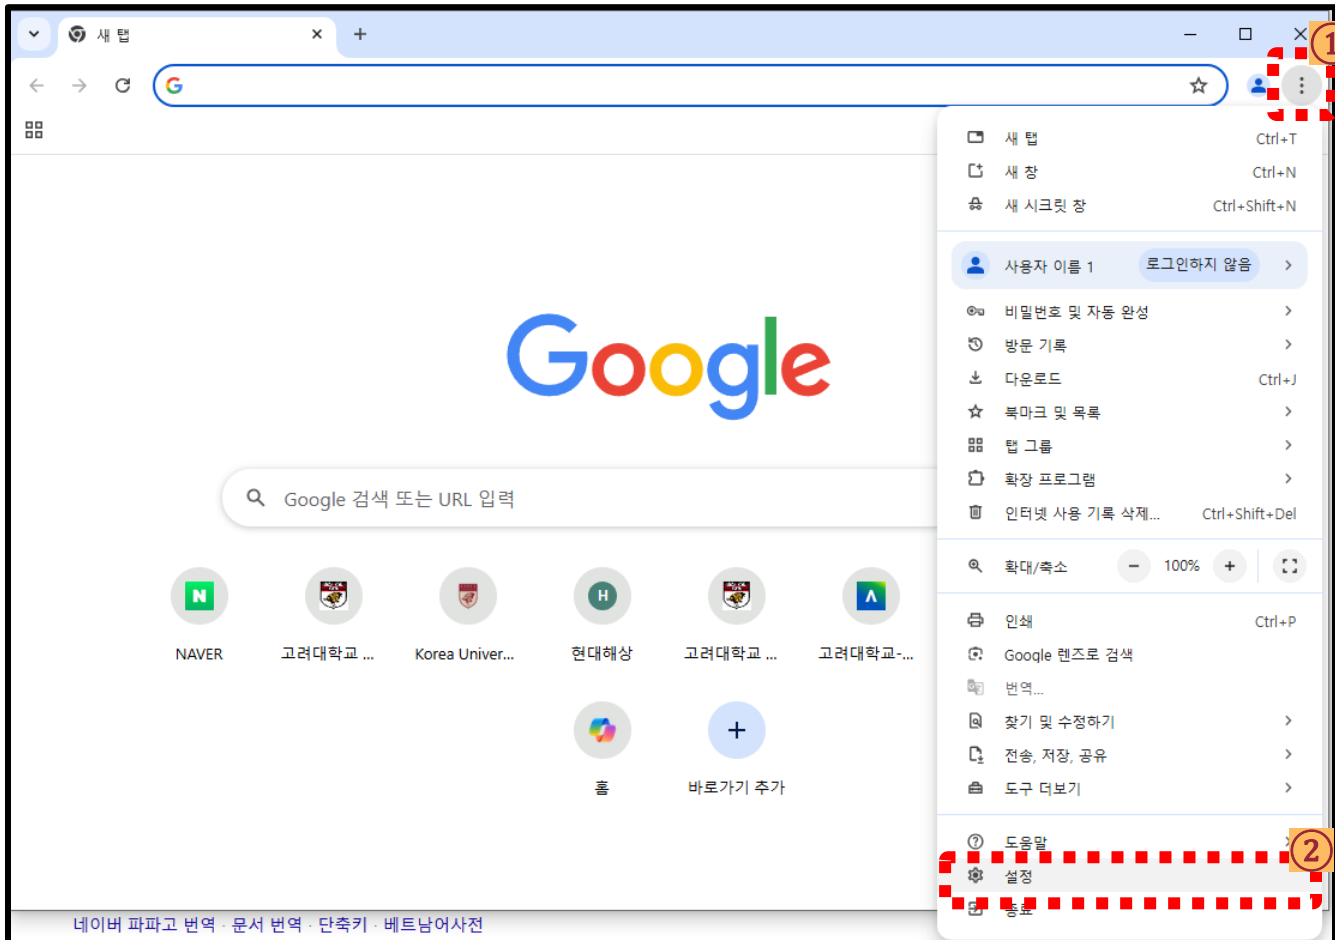 새 탭
①
새 탭 Ctrl+T
새 창 Ctrl+N
새 시크릿 창 Ctrl+Shift+N
사용자 이름 1 로그인하지 않음
비밀번호 및 자동 완성
방문 기록
다운로드 Ctrl+J
북마크 및 목록
탭 그룹
확장 프로그램
인터넷 사용 기록 삭제... Ctrl+Shift+Del
확대/축소 100%
인쇄 Ctrl+P
Google 렌즈로 검색
번역...
찾기 및 수정하기
전송, 저장, 공유
도구 더보기
도움말
②
설정
종료
Google
Google 검색 또는 URL 입력
N
H
NAVER
고려대학교 ...
Korea Univer...
현대해상
고려대학교 ...
고려대학교-...
홈
바로가기 추가
네이버 파파고 번역 · 문서 번역 · 단축키 · 베트남어사전